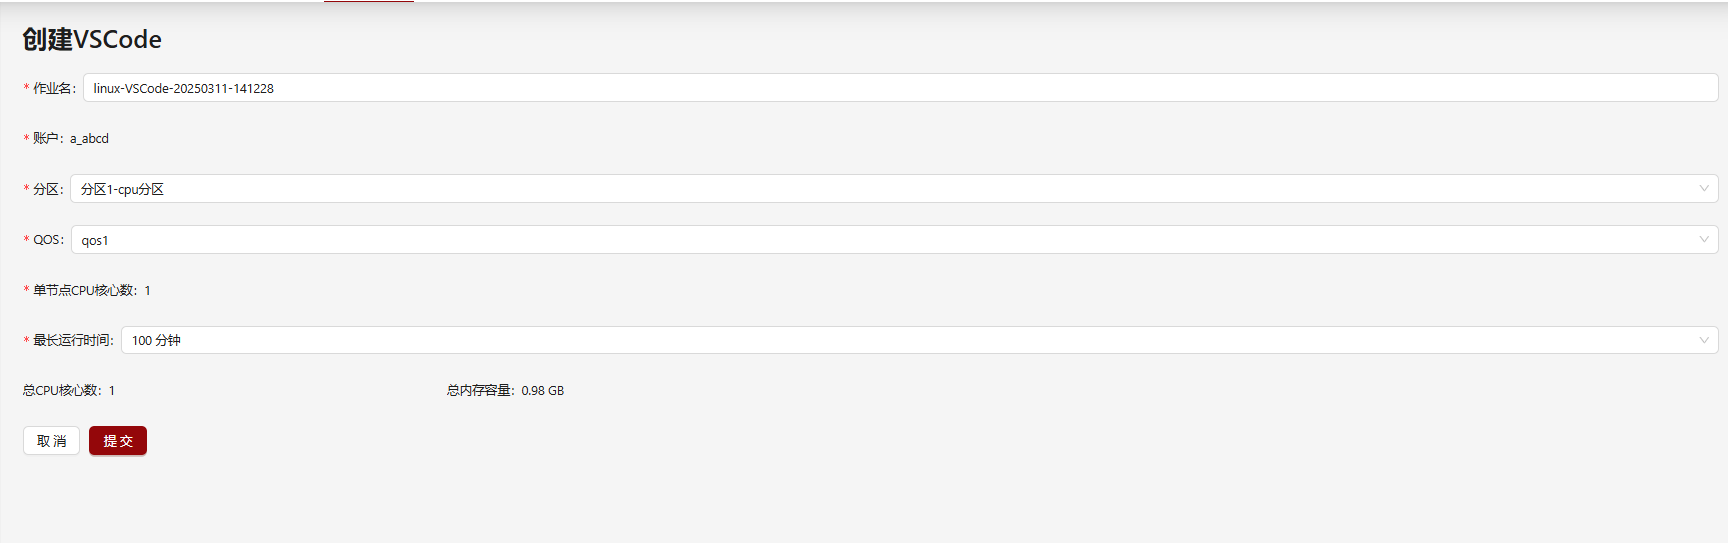 创建VSCode
* 作业名: linux-VSCode-20250311-141228
* 账户: a_abcd
* 分区: 分区1-cpu分区
* QOS: qos1
* 单节点CPU核心数: 1
* 最长运行时间: 100 分钟
总CPU核心数: 1 总内存容量: 0.98 GB
取 消 提 交